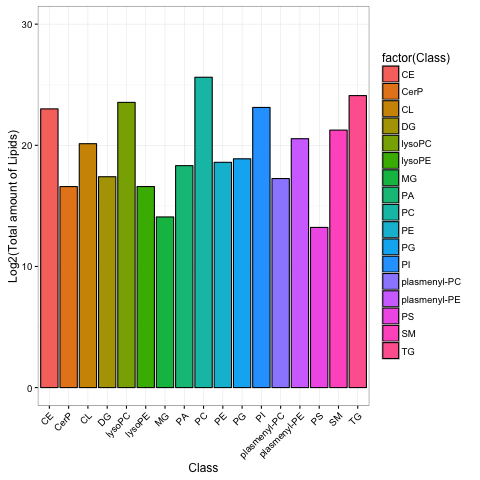 30
20
10
0
Log2(Total amount of Lipids)
CE
CerP
CL
DG
lysoPC
lysoPE
MG
PA
PC
PE
PG
PI
plasmenyl-PC
plasmenyl-PE
PS
SM
TG
Class
factor(Class)
CE
CerP
CL
DG
lysoPC
lysoPE
MG
PA
PC
PE
PG
PI
plasmenyl-PC
plasmenyl-PE
PS
SM
TG